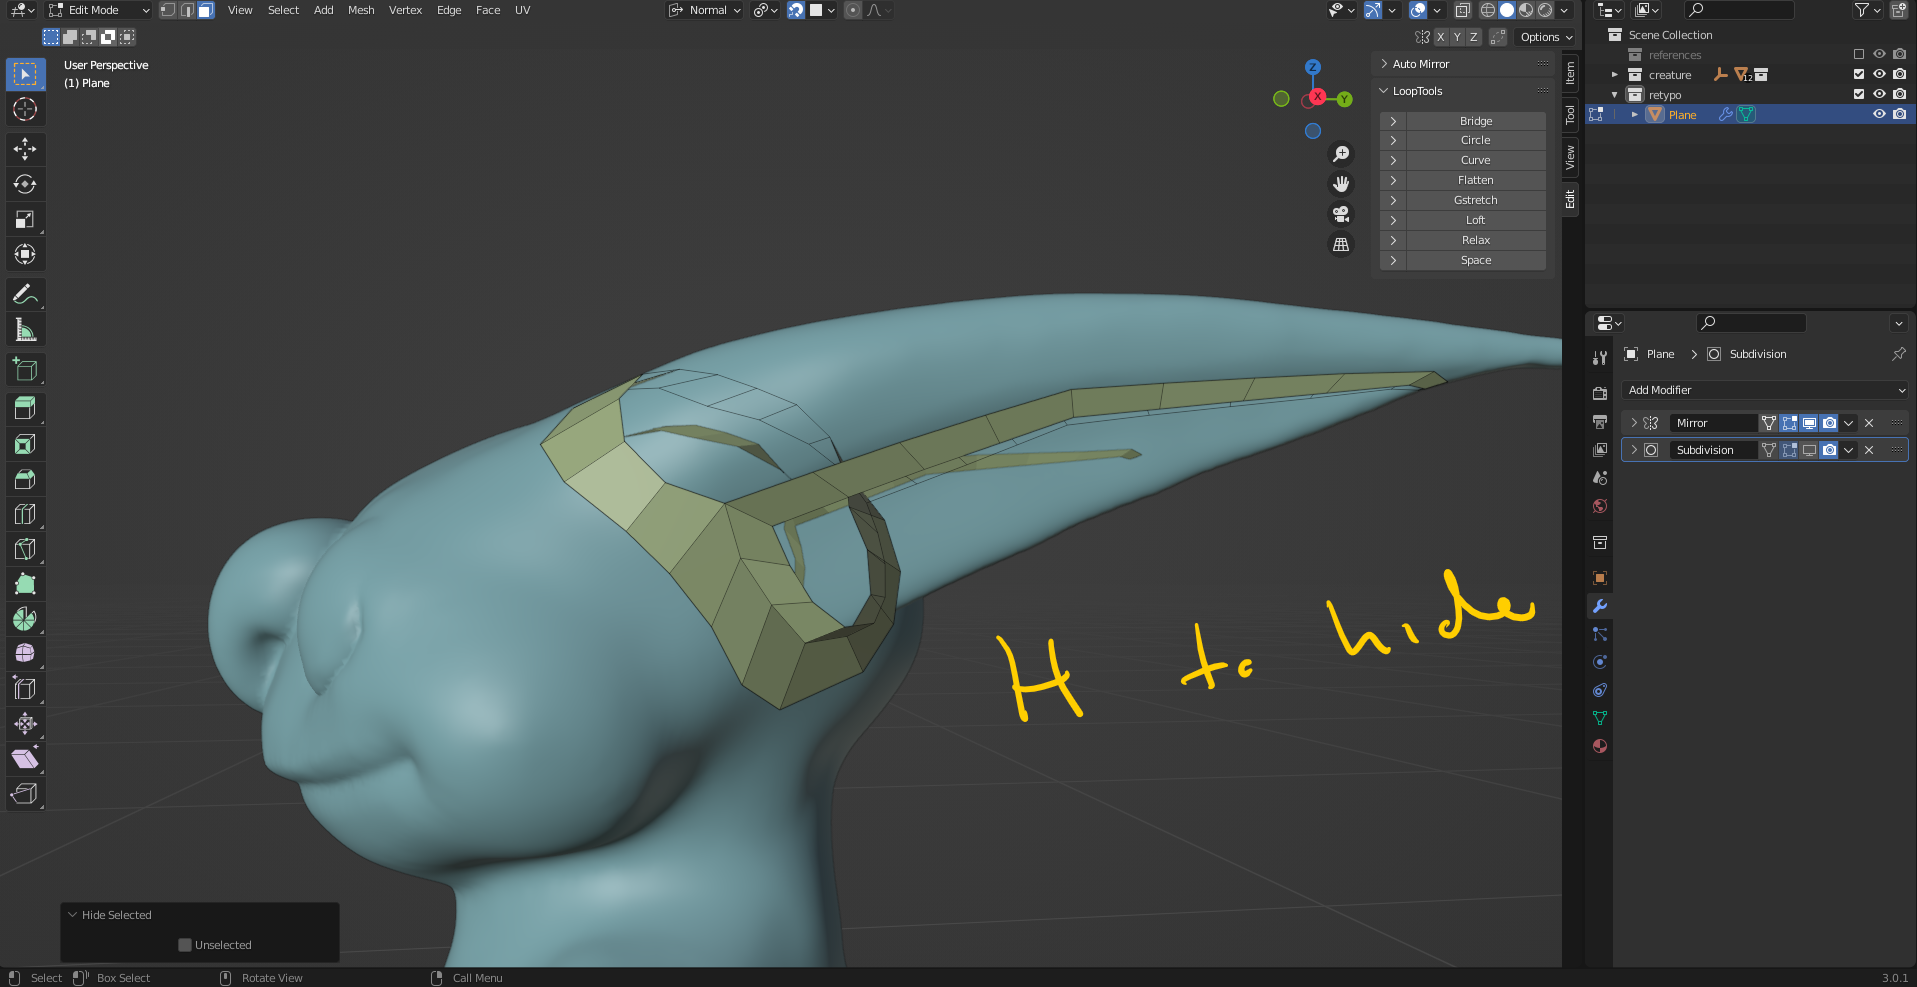 Edit Mode View Select Add Mesh Vertex Edge Face UV Normal
X Y Z Options
User Perspective
(1) Plane
Z
X Y
Auto Mirror
LoopTools
Bridge
Circle
Curve
Flatten
Gstretch
Loft
Relax
Space
Item
Tool
View
Edit
Scene Collection
references
creature 12
retypo
Plane
Plane > Subdivision
Add Modifier
Mirror
Subdivision
H to hide
Hide Selected
Unselected
Select Box Select Rotate View Call Menu 3.0.1